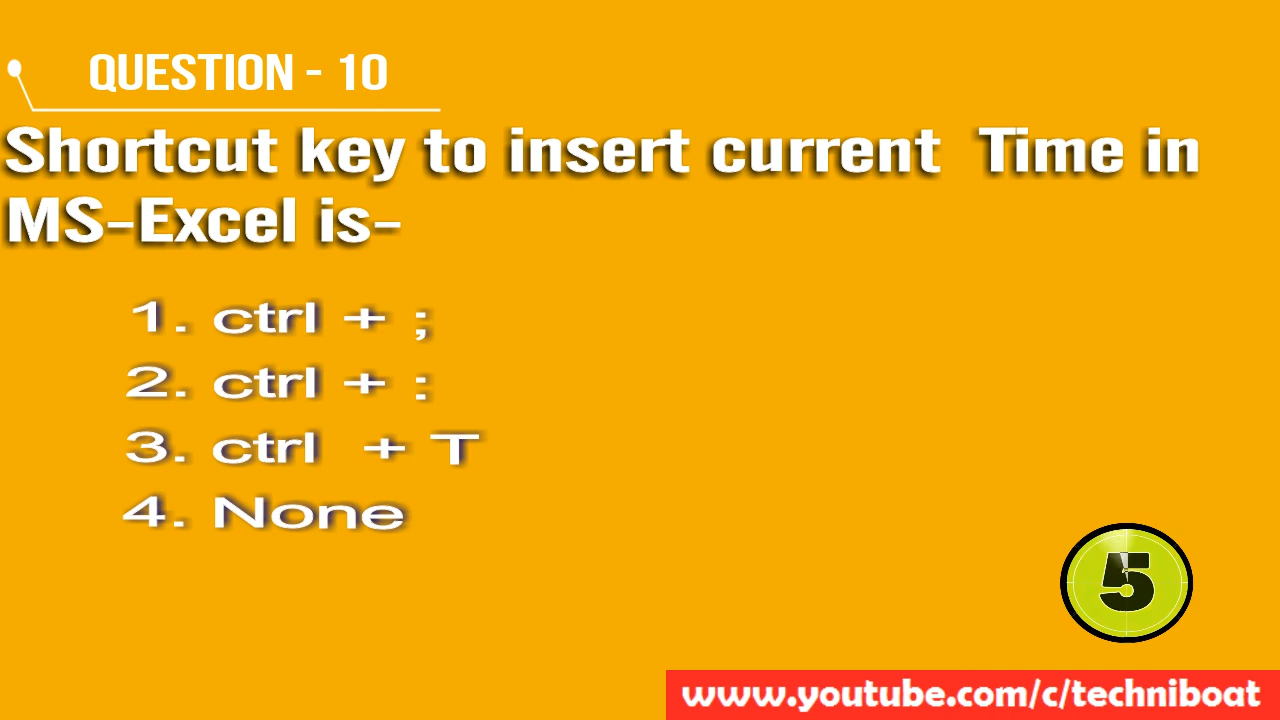 QUESTION - 10
Shortcut key to insert current Time in
MS-Excel is-
1. ctrl + ;
2. ctrl + :
3. ctrl + T
4. None
5
www.youtube.com/c/techniboat